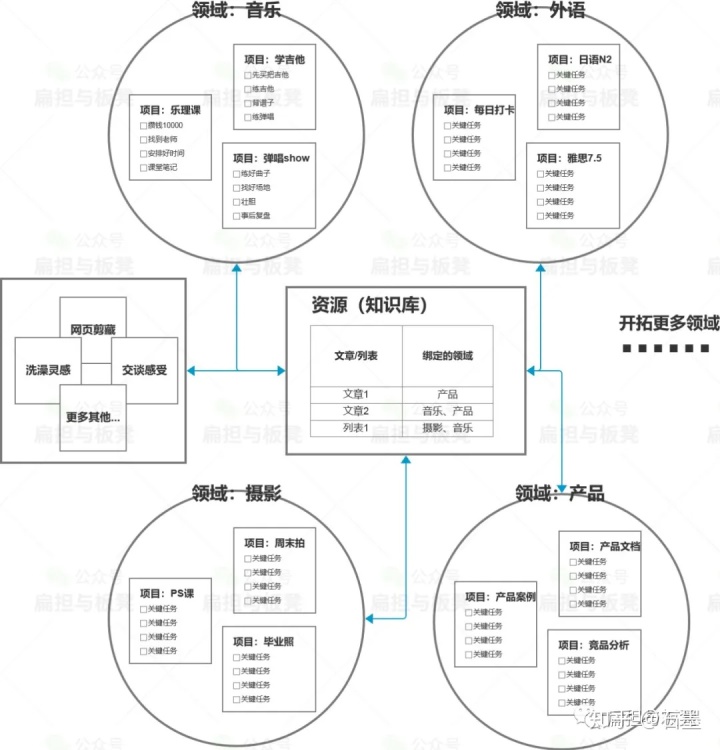 领域：音乐
项目：学吉他
先买把吉他
练吉他
背谱子
练弹唱
项目：乐理课
攒钱10000
找到老师
安排好时间
课堂笔记
项目：弹唱show
练好曲子
找好场地
壮胆
事后复盘
领域：外语
项目：日语N2
关键任务
关键任务
关键任务
关键任务
项目：每日打卡
关键任务
关键任务
关键任务
关键任务
项目：雅思7.5
关键任务
关键任务
关键任务
关键任务
网页剪藏
洗澡灵感
交谈感受
更多其他...
资源（知识库）
文章/列表 绑定的领域
文章1 产品
文章2 音乐、产品
列表1 摄影、音乐
开拓更多领域
领域：摄影
项目：周末拍
关键任务
关键任务
关键任务
关键任务
项目：PS课
关键任务
关键任务
关键任务
关键任务
项目：毕业照
关键任务
关键任务
关键任务
关键任务
领域：产品
项目：产品文档
关键任务
关键任务
关键任务
关键任务
项目：产品案例
关键任务
关键任务
关键任务
关键任务
项目：竞品分析
关键任务
关键任务
关键任务
关键任务
公众号
扁担与板凳